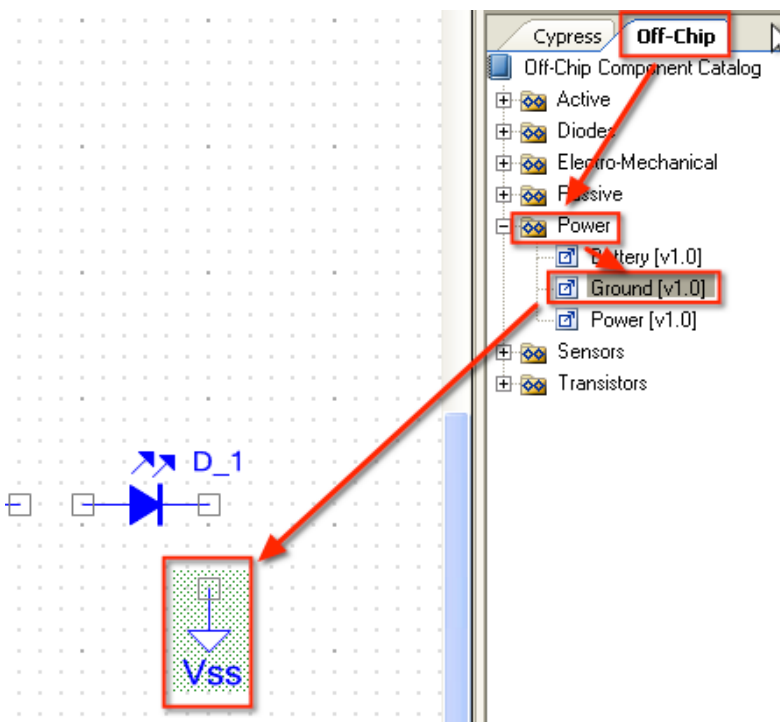 Cypress
Off-Chip
Off-Chip Component Catalog
Active
Diodes
Electro-Mechanical
Passive
Power
Battery [v1.0]
Ground [v1.0]
Power [v1.0]
Sensors
Transistors
D_1
Vss